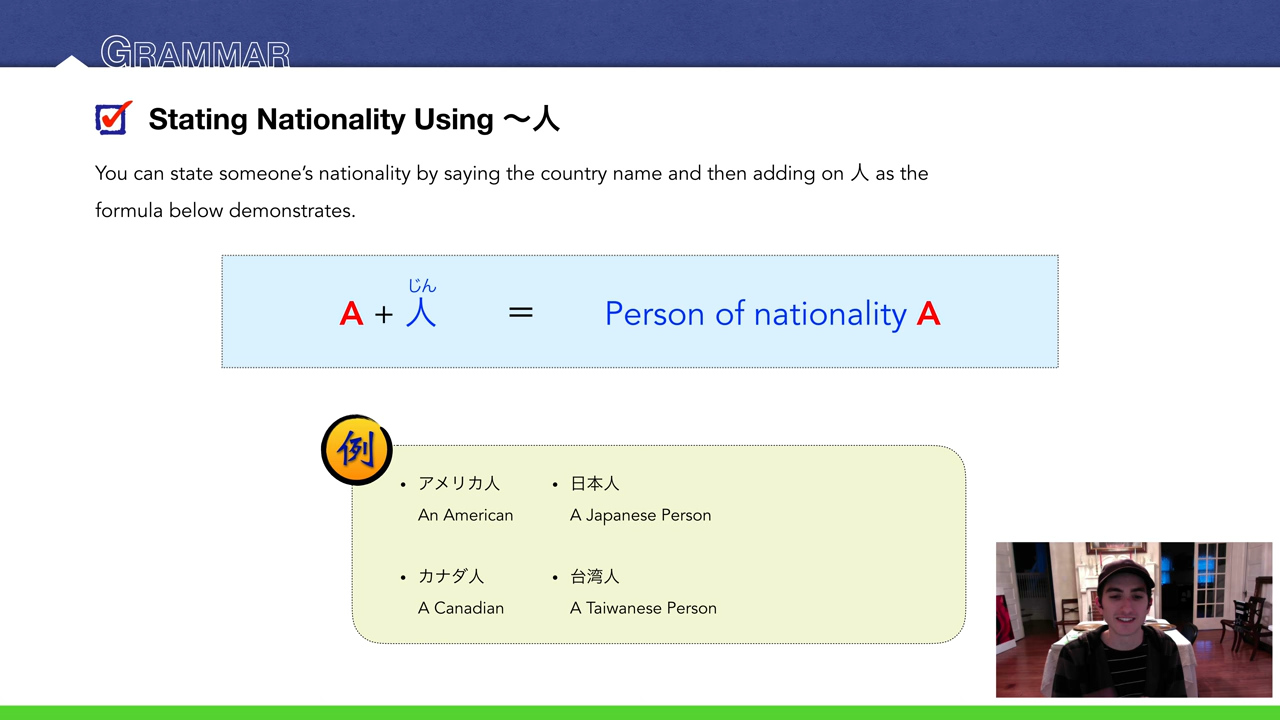 GRAMMAR
Stating Nationality Using 〜人
You can state someone’s nationality by saying the country name and then adding on 人 as the
formula below demonstrates.
じん
A + 人 = Person of nationality A
例
• アメリカ人 • 日本人
An American A Japanese Person
• カナダ人 • 台湾人
A Canadian A Taiwanese Person